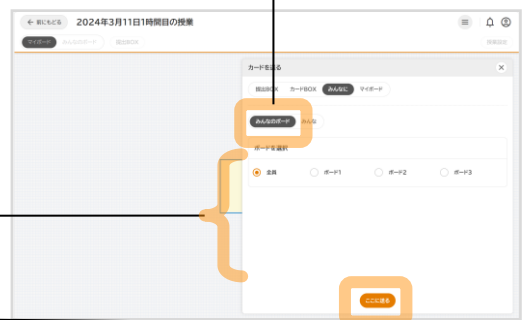 ← 前にもどる 2024年3月11日1時間目の授業
マイボード みんなのボード 提出BOX 授業設定
カードを送る ×
提出BOX カードBOX みんなに マイボード
みんなのボード みんな
ボードを選択
全員 ボード1 ボード2 ボード3
ここに送る